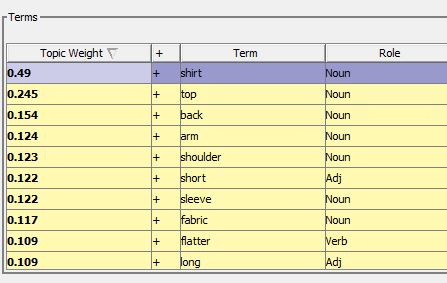 Terms
Topic Weight + Term Role
0.49 + shirt Noun
0.245 + top Noun
0.154 + back Noun
0.124 + arm Noun
0.123 + shoulder Noun
0.122 + short Adj
0.122 + sleeve Noun
0.117 + fabric Noun
0.109 + flatter Verb
0.109 + long Adj